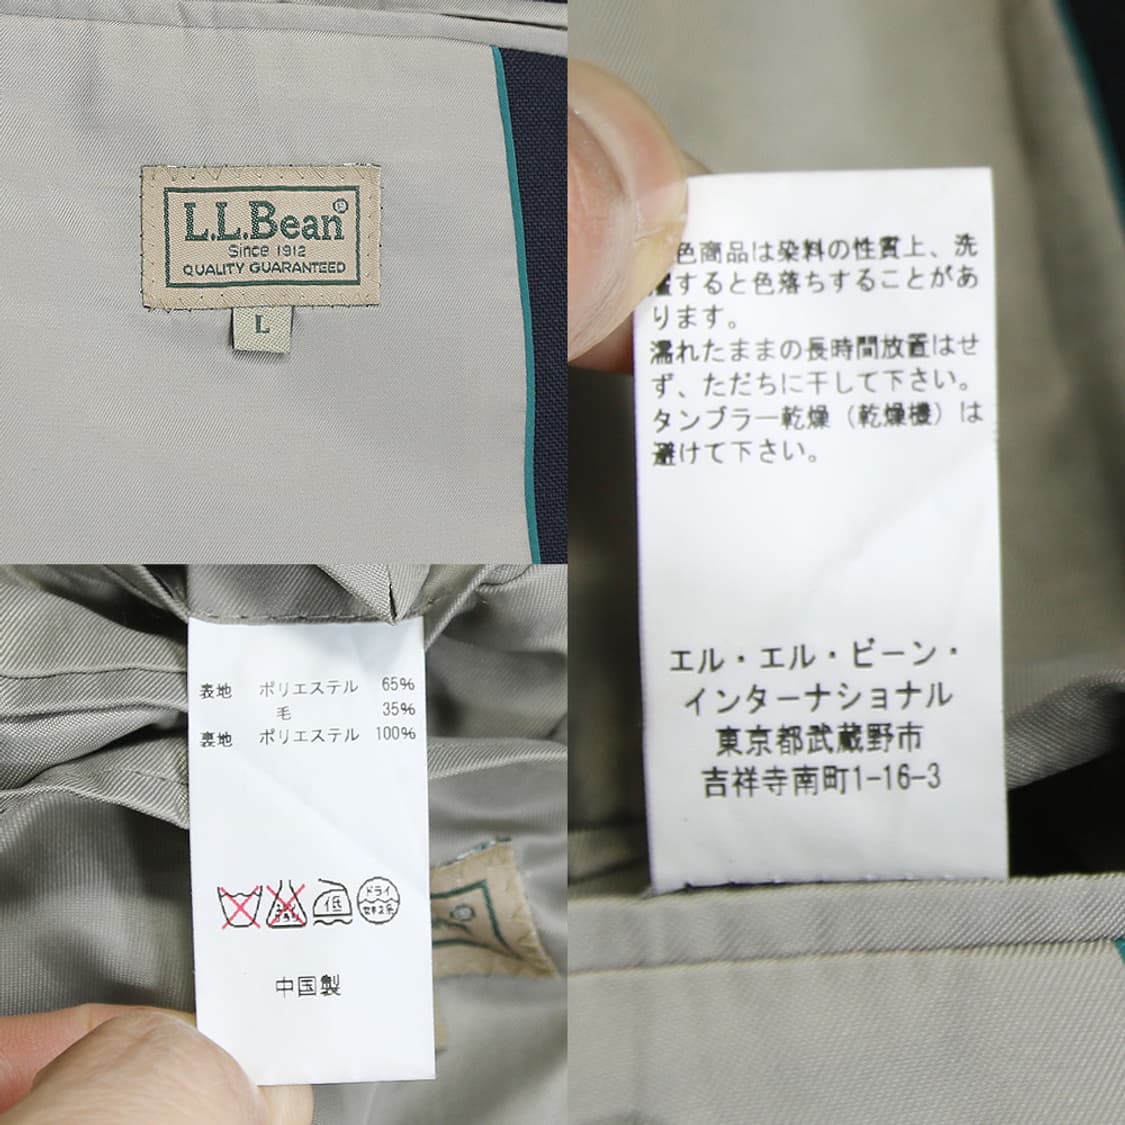 L.L.Bean®
Since 1912
QUALITY GUARANTEED
L
色商品は染料の性質上、洗
濯すると色落ちすることがあ
ります。
濡れたままの長時間放置はせ
ず、ただちに干して下さい。
タンブラー乾燥（乾燥機）は
避けて下さい。
エル・エル・ビーン・
インターナショナル
東京都武蔵野市
吉祥寺南町1-16-3
表地 ポリエステル 65%
毛 35%
裏地 ポリエステル 100%
低
ドライ
セキユ系
中国製